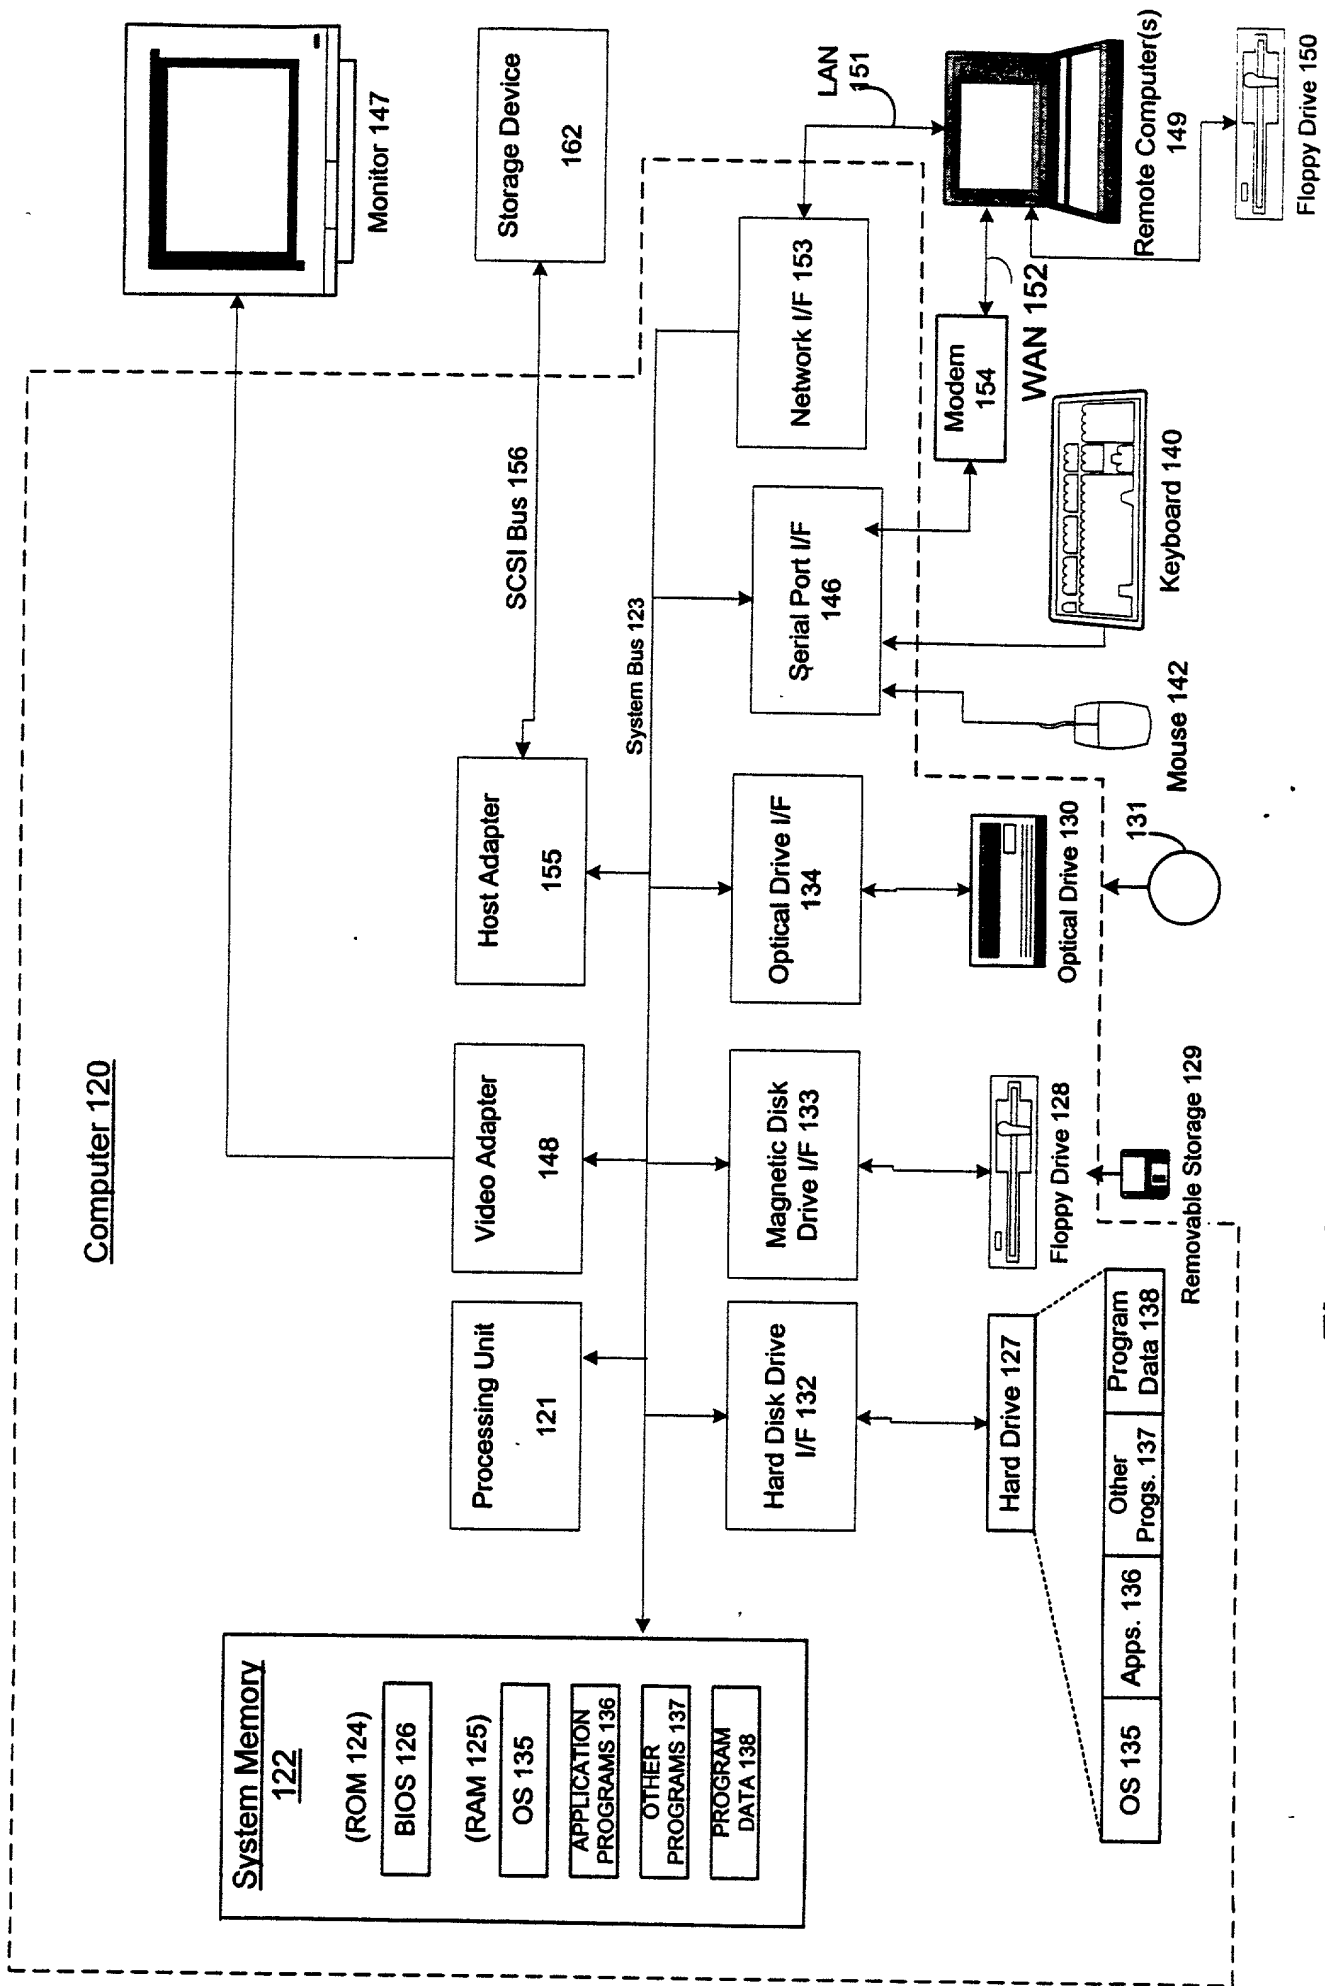 Computer 120
System Memory
122
(ROM 124)
BIOS 126
(RAM 125)
OS 135
APPLICATION
PROGRAMS 136
OTHER
PROGRAMS 137
PROGRAM
DATA 138
Processing Unit
121
Video Adapter
148
Host Adapter
155
SCSI Bus 156
Monitor 147
Storage Device
162
System Bus 123
Hard Disk Drive
I/F 132
Magnetic Disk
Drive I/F 133
Optical Drive I/F
134
Serial Port I/F
146
Network I/F 153
LAN
151
Hard Drive 127
Floppy Drive 128
Optical Drive 130
Modem
154
WAN 152
Remote Computer(s)
149
OS 135
Apps. 136
Other
Progs. 137
Program
Data 138
Removable Storage 129
131
Mouse 142
Keyboard 140
Floppy Drive 150